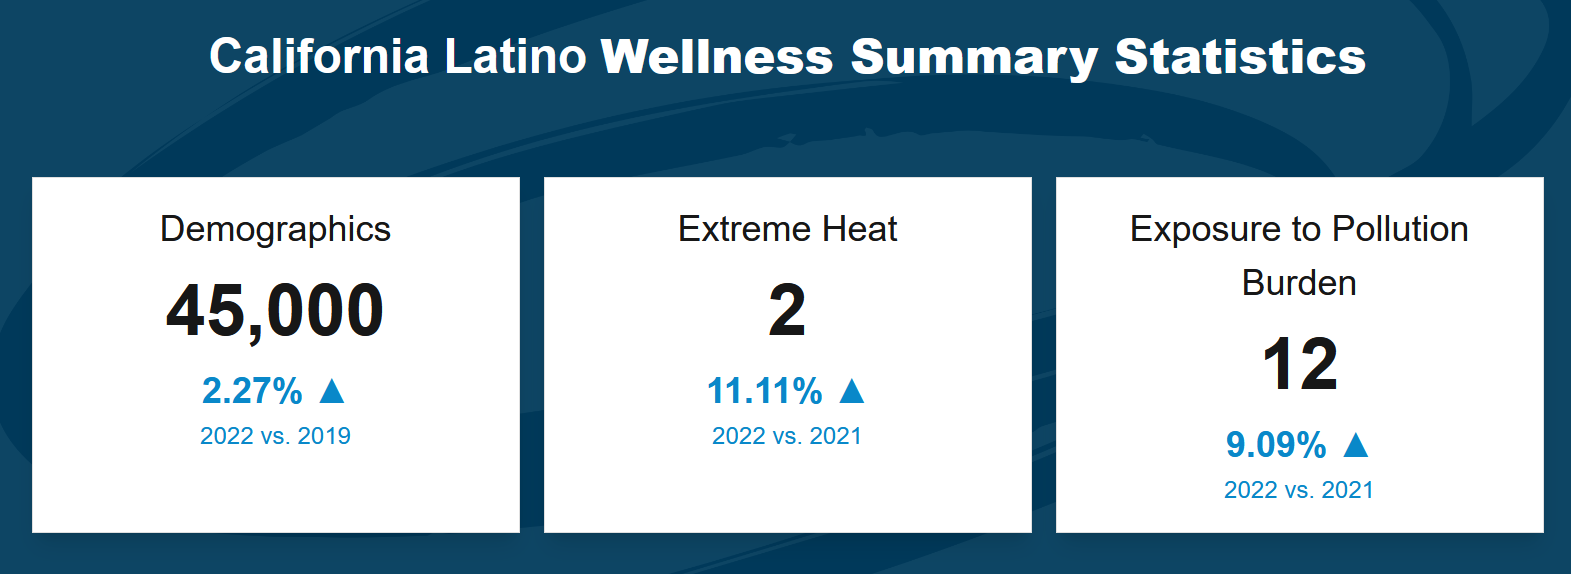 California Latino Wellness Summary Statistics
Demographics
45,000
2.27% ▲
2022 vs. 2019
Extreme Heat
2
11.11% ▲
2022 vs. 2021
Exposure to Pollution
Burden
12
9.09% ▲
2022 vs. 2021